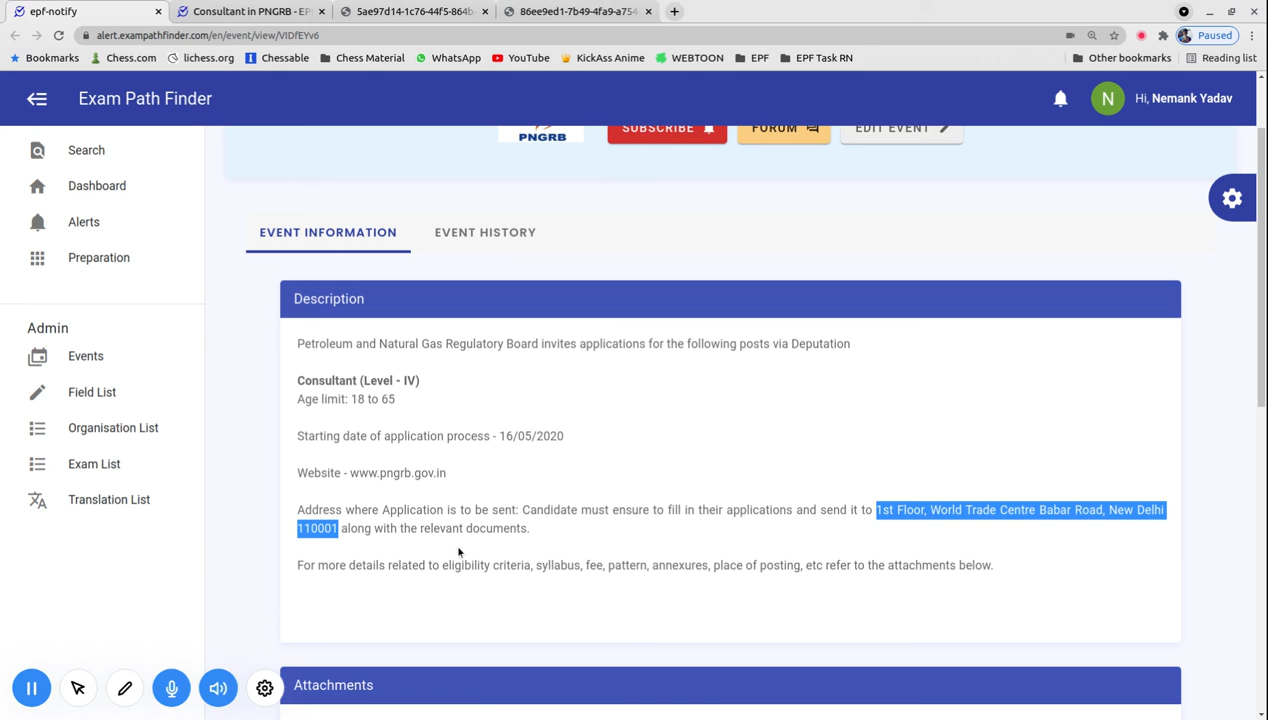 epf-notify
Consultant in PNGRB - EP
5ae97d14-1c76-44f5-864b
86ee9ed1-7b49-4fa9-a754
alert.exampathfinder.com/en/event/view/VIDfEYv6
Paused
Bookmarks Chess.com lichess.org Chessable Chess Material WhatsApp YouTube KickAss Anime WEBTOON EPF EPF Task RN Other bookmarks Reading list
Exam Path Finder
N Hi, Nemank Yadav
PNGRB SUBSCRIBE FORUM EDIT EVENT
Search
Dashboard
Alerts
Preparation
Admin
Events
Field List
Organisation List
Exam List
Translation List
EVENT INFORMATION EVENT HISTORY
Description
Petroleum and Natural Gas Regulatory Board invites applications for the following posts via Deputation
Consultant (Level - IV)
Age limit: 18 to 65
Starting date of application process - 16/05/2020
Website - www.pngrb.gov.in
Address where Application is to be sent: Candidate must ensure to fill in their applications and send it to 1st Floor, World Trade Centre Babar Road, New Delhi
110001 along with the relevant documents.
For more details related to eligibility criteria, syllabus, fee, pattern, annexures, place of posting, etc refer to the attachments below.
Attachments